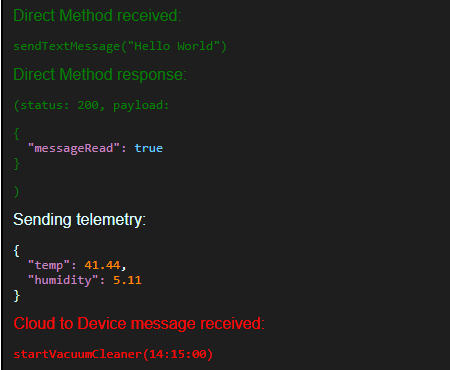 Direct Method received:
sendTextMessage("Hello World")
Direct Method response:
(status: 200, payload:
{
  "messageRead": true
}
)
Sending telemetry:
{
  "temp": 41.44,
  "humidity": 5.11
}
Cloud to Device message received:
startVacuumCleaner(14:15:00)